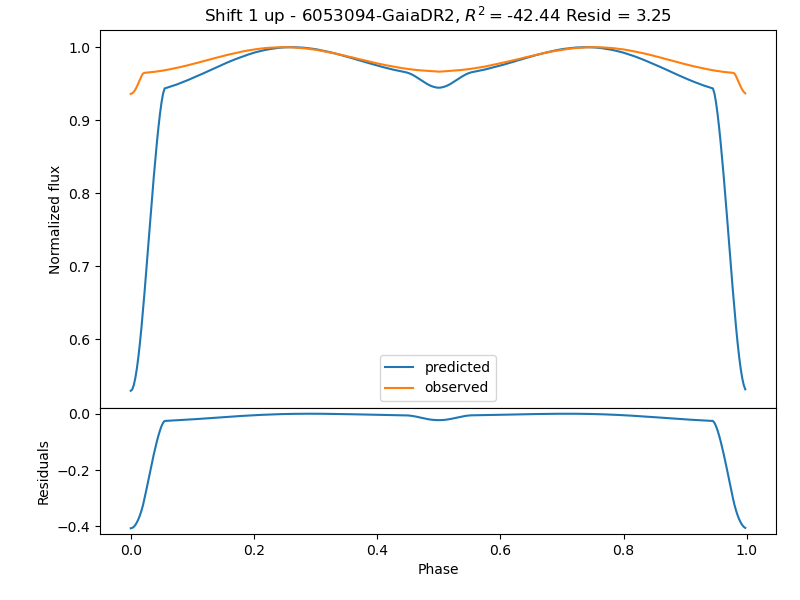 Shift 1 up - 6053094-GaiaDR2, R² = -42.44 Resid = 3.25
Normalized flux
1.0
0.9
0.8
0.7
0.6
predicted
observed
Residuals
0.0
−0.2
−0.4
0.0 0.2 0.4 0.6 0.8 1.0
Phase